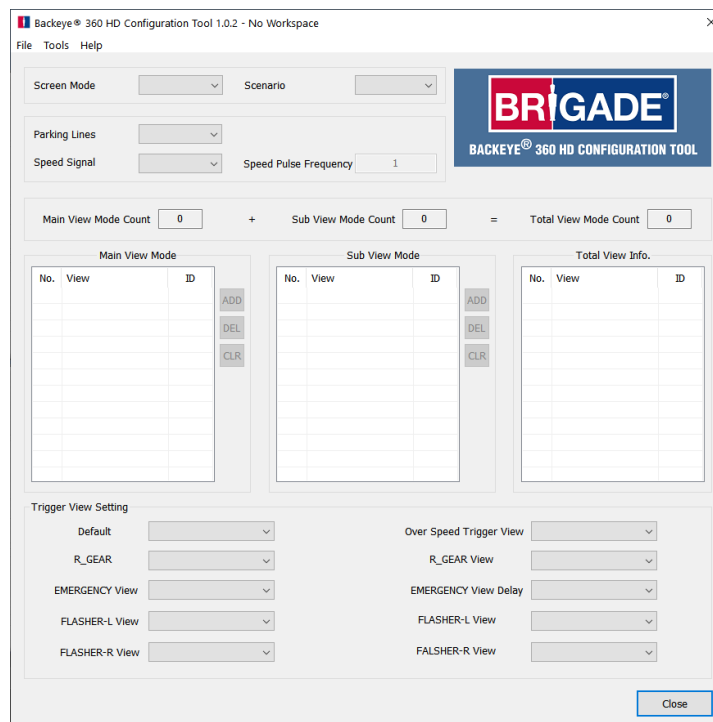 Backeye® 360 HD Configuration Tool 1.0.2 - No Workspace
File Tools Help
Screen Mode Scenario
BRIGADE®
BACKEYE® 360 HD CONFIGURATION TOOL
Parking Lines
Speed Signal Speed Pulse Frequency 1
Main View Mode Count 0 + Sub View Mode Count 0 = Total View Mode Count 0
Main View Mode Sub View Mode Total View Info.
No. View ID No. View ID No. View ID
ADD ADD
DEL DEL
CLR CLR
Trigger View Setting
Default Over Speed Trigger View
R_GEAR R_GEAR View
EMERGENCY View EMERGENCY View Delay
FLASHER-L View FLASHER-L View
FLASHER-R View FALSHER-R View
Close